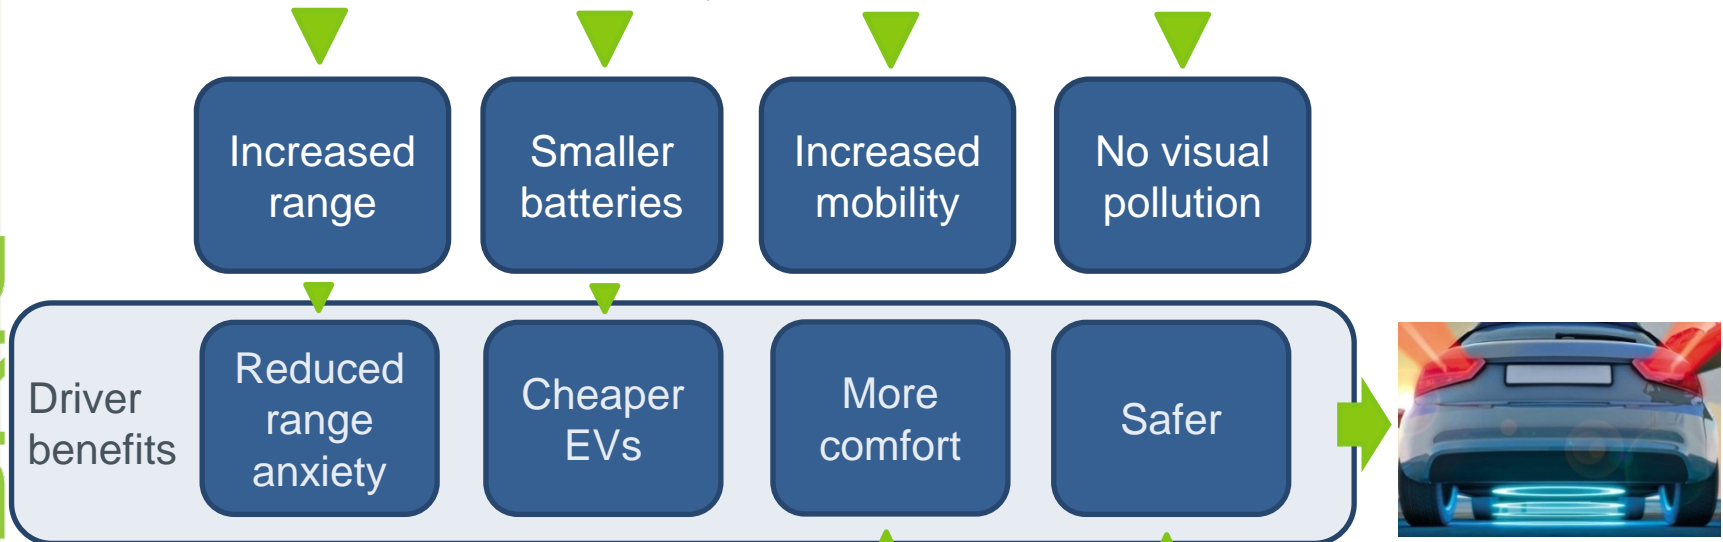 Increased
range
Smaller
batteries
Increased
mobility
No visual
pollution
Driver
benefits
Reduced
range
anxiety
Cheaper
EVs
More
comfort
Safer